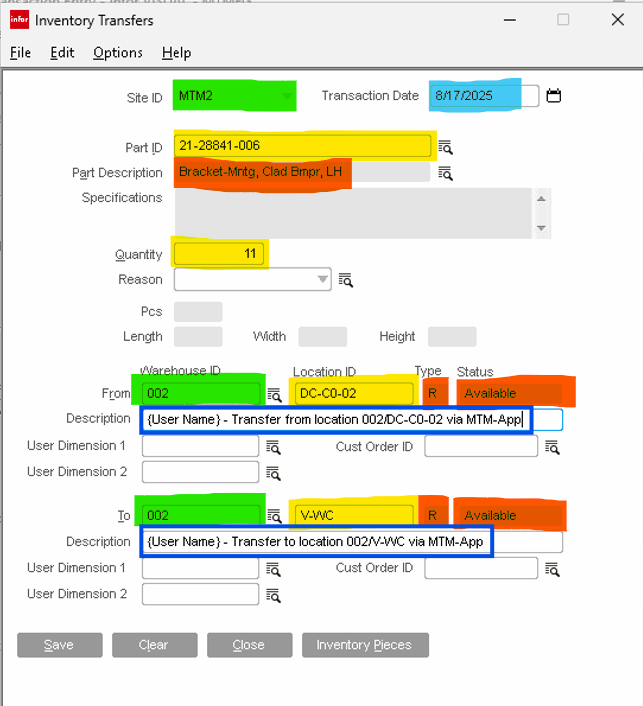 infor Inventory Transfers
File Edit Options Help
Site ID MTM2 Transaction Date 8/17/2025
Part ID 21-28841-006
Part Description Bracket-Mntg, Clad Bmpr, LH
Specifications
Quantity 11
Reason
Pcs
Length Width Height
Warehouse ID Location ID Type Status
From 002 DC-C0-02 R Available
Description {User Name} - Transfer from location 002/DC-C0-02 via MTM-App
User Dimension 1 Cust Order ID
User Dimension 2
To 002 V-WC R Available
Description {User Name} - Transfer to location 002/V-WC via MTM-App
User Dimension 1 Cust Order ID
User Dimension 2
Save Clear Close Inventory Pieces